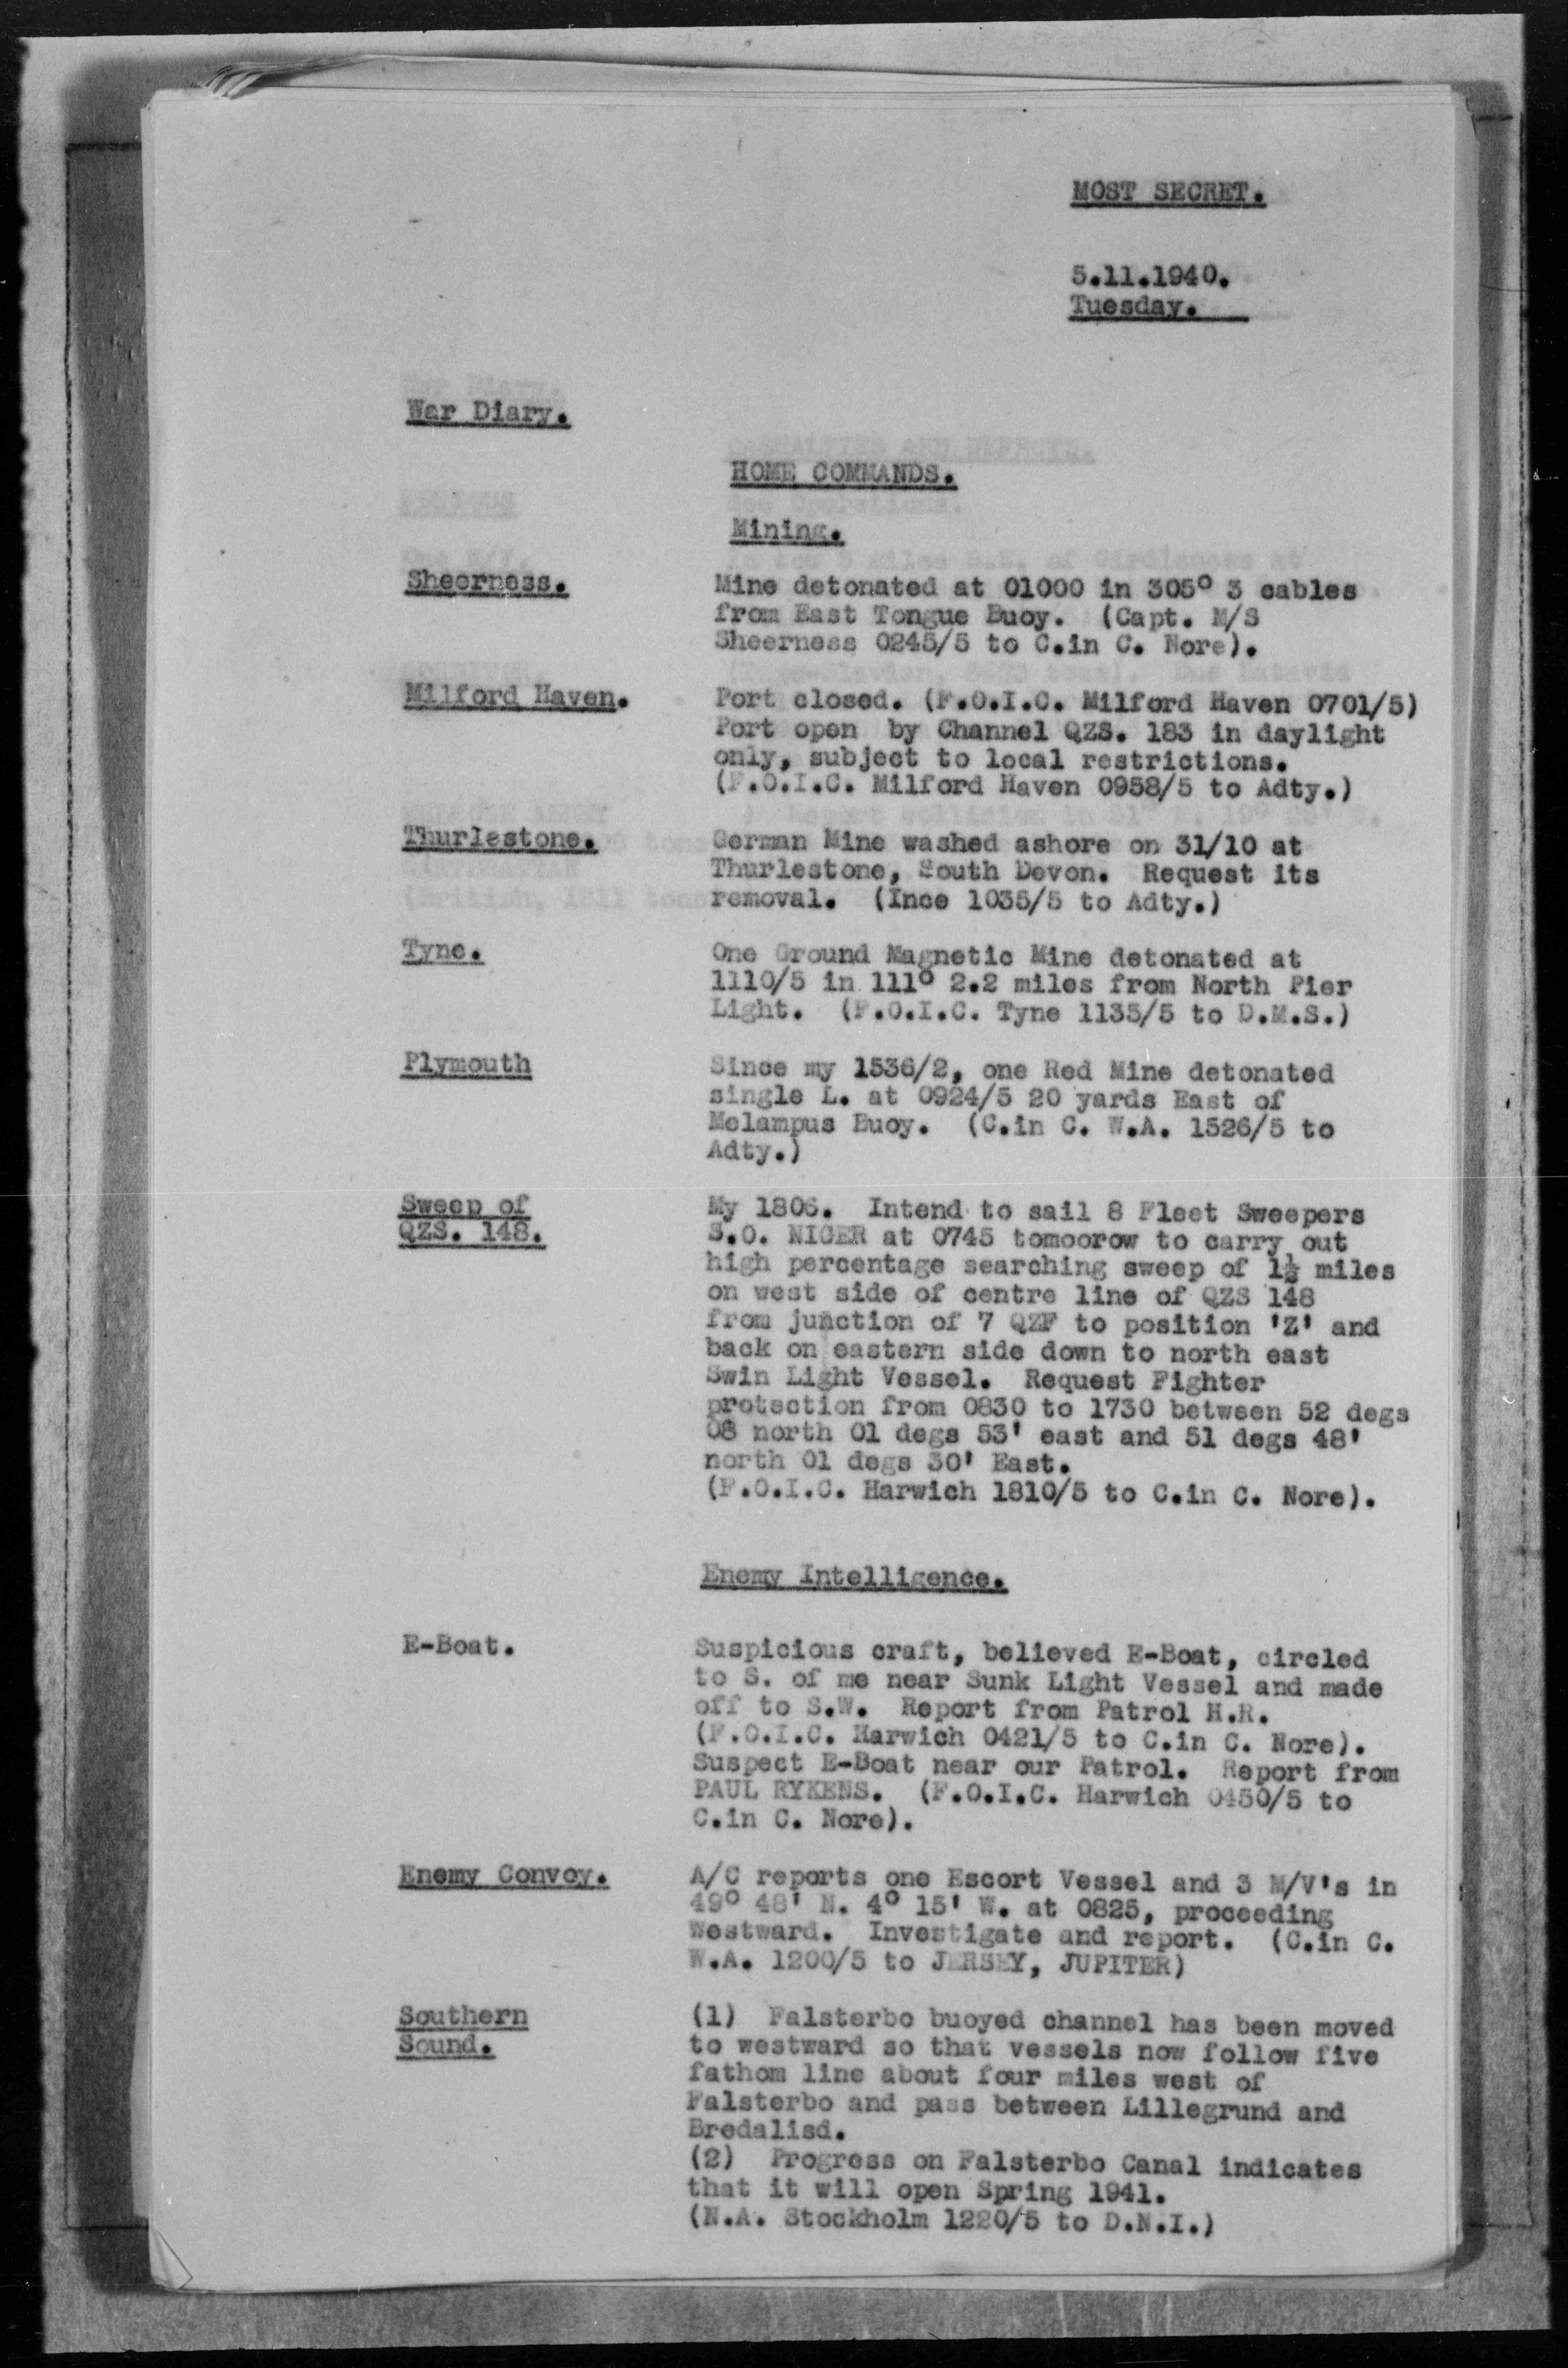 MOST SECRET.
5.11.1940.
Tuesday.
War Diary.
HOME COMMANDS.
Mining.
Sheerness.
Mine detonated at 01000 in 305° 3 cables
from East Tongue Buoy. (Capt. M/S
Sheerness 0245/5 to C.in C. Nore).
Milford Haven.
Port closed. (F.O.I.C. Milford Haven 0701/5)
Port open by Channel QZS. 183 in daylight
only, subject to local restrictions.
(F.O.I.C. Milford Haven 0958/5 to Adty.)
Thurlestone.
German Mine washed ashore on 31/10 at
Thurlestone, South Devon. Request its
removal. (Ince 1035/5 to Adty.)
Tyne.
One Ground Magnetic Mine detonated at
1110/5 in 111° 2.2 miles from North Pier
Light. (F.O.I.C. Tyne 1135/5 to D.M.S.)
Plymouth
Since my 1536/2, one Red Mine detonated
single L. at 0924/5 20 yards East of
Melampus Buoy. (C.in C. W.A. 1526/5 to
Adty.)
Sweep of
QZS. 148.
My 1806. Intend to sail 8 Fleet Sweepers
S.O. NIGER at 0745 tomoorow to carry out
high percentage searching sweep of 1½ miles
on west side of centre line of QZS 148
from junction of 7 QZF to position 'Z' and
back on eastern side down to north east
Swin Light Vessel. Request Fighter
protection from 0830 to 1730 between 52 degs
08 north 01 degs 53' east and 51 degs 48'
north 01 degs 30' East.
(F.O.I.C. Harwich 1810/5 to C.in C. Nore).
Enemy Intelligence.
E-Boat.
Suspicious craft, believed E-Boat, circled
to S. of me near Sunk Light Vessel and made
off to S.W. Report from Patrol H.R.
(F.O.I.C. Harwich 0421/5 to C.in C. Nore).
Suspect E-Boat near our Patrol. Report from
PAUL RYKENS. (F.O.I.C. Harwich 0450/5 to
C.in C. Nore).
Enemy Convoy.
A/C reports one Escort Vessel and 3 M/V's in
49° 48' N. 4° 15' W. at 0825, proceeding
Westward. Investigate and report. (C.in C.
W.A. 1200/5 to JERSEY, JUPITER)
Southern
Sound.
(1) Falsterbo buoyed channel has been moved
to westward so that vessels now follow five
fathom line about four miles west of
Falsterbo and pass between Lillegrund and
Bredalisd.
(2) Progress on Falsterbo Canal indicates
that it will open Spring 1941.
(N.A. Stockholm 1220/5 to D.N.I.)